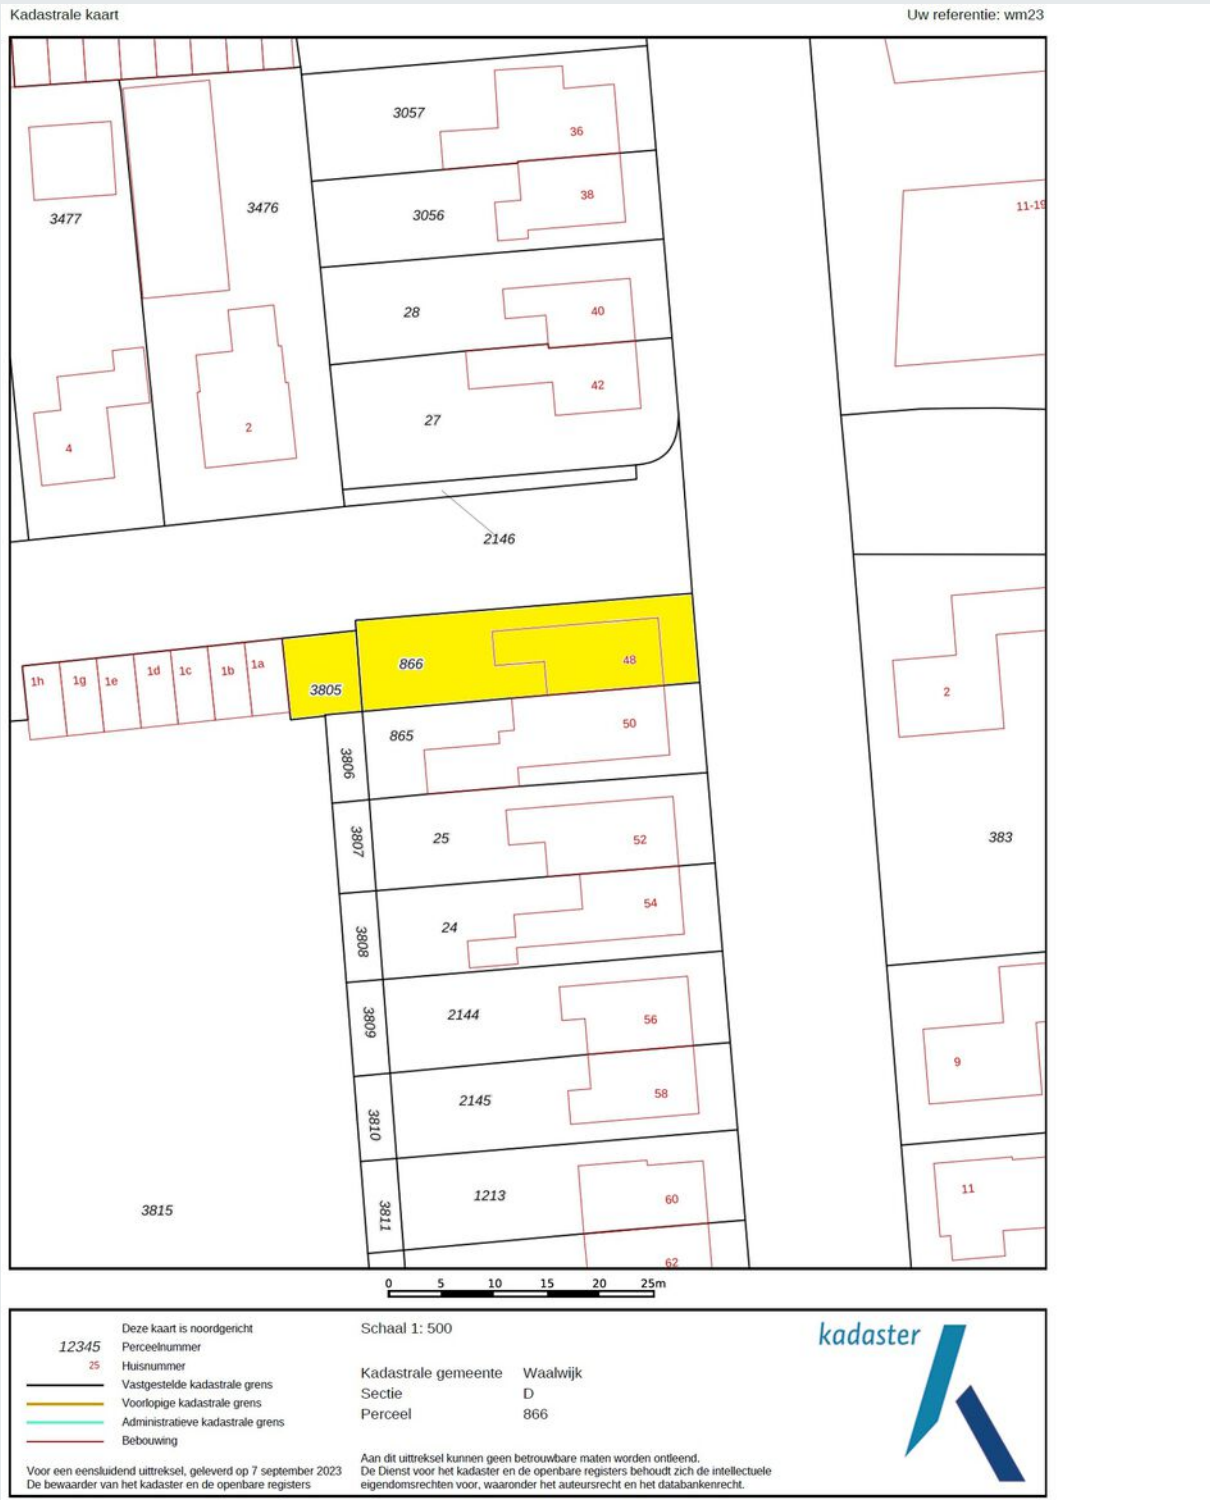 Kadastrale kaart
Uw referentie: wm23
3057
36
38
3477
3476
3056
11-19
28
40
42
27
2
4
2146
866
48
1h
1g
1e
1d
1c
1b
1a
3805
2
865
50
3806
25
52
3807
383
24
54
3808
2144
56
3809
9
2145
58
3810
1213
60
3811
11
3815
62
0 5 10 15 20 25m
Deze kaart is noordgericht
12345 Perceelnummer
25 Huisnummer
Vastgestelde kadastrale grens
Voorlopige kadastrale grens
Administratieve kadastrale grens
Bebouwing
Voor een eensluidend uittreksel, geleverd op 7 september 2023
De bewaarder van het kadaster en de openbare registers
Schaal 1: 500
Kadastrale gemeente Waalwijk
Sectie D
Perceel 866
Aan dit uittreksel kunnen geen betrouwbare maten worden ontleend.
De Dienst voor het kadaster en de openbare registers behoudt zich de intellectuele
eigendomsrechten voor, waaronder het auteursrecht en het databankenrecht.
kadaster